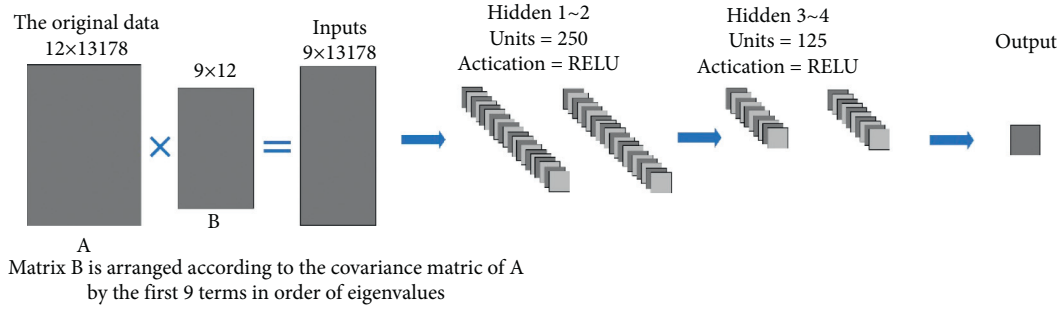 The original data
12×13178
A
×
9×12
B
=
Inputs
9×13178
Hidden 1~2
Units = 250
Actication = RELU
Hidden 3~4
Units = 125
Actication = RELU
Output
Matrix B is arranged according to the covariance matric of A
by the first 9 terms in order of eigenvalues